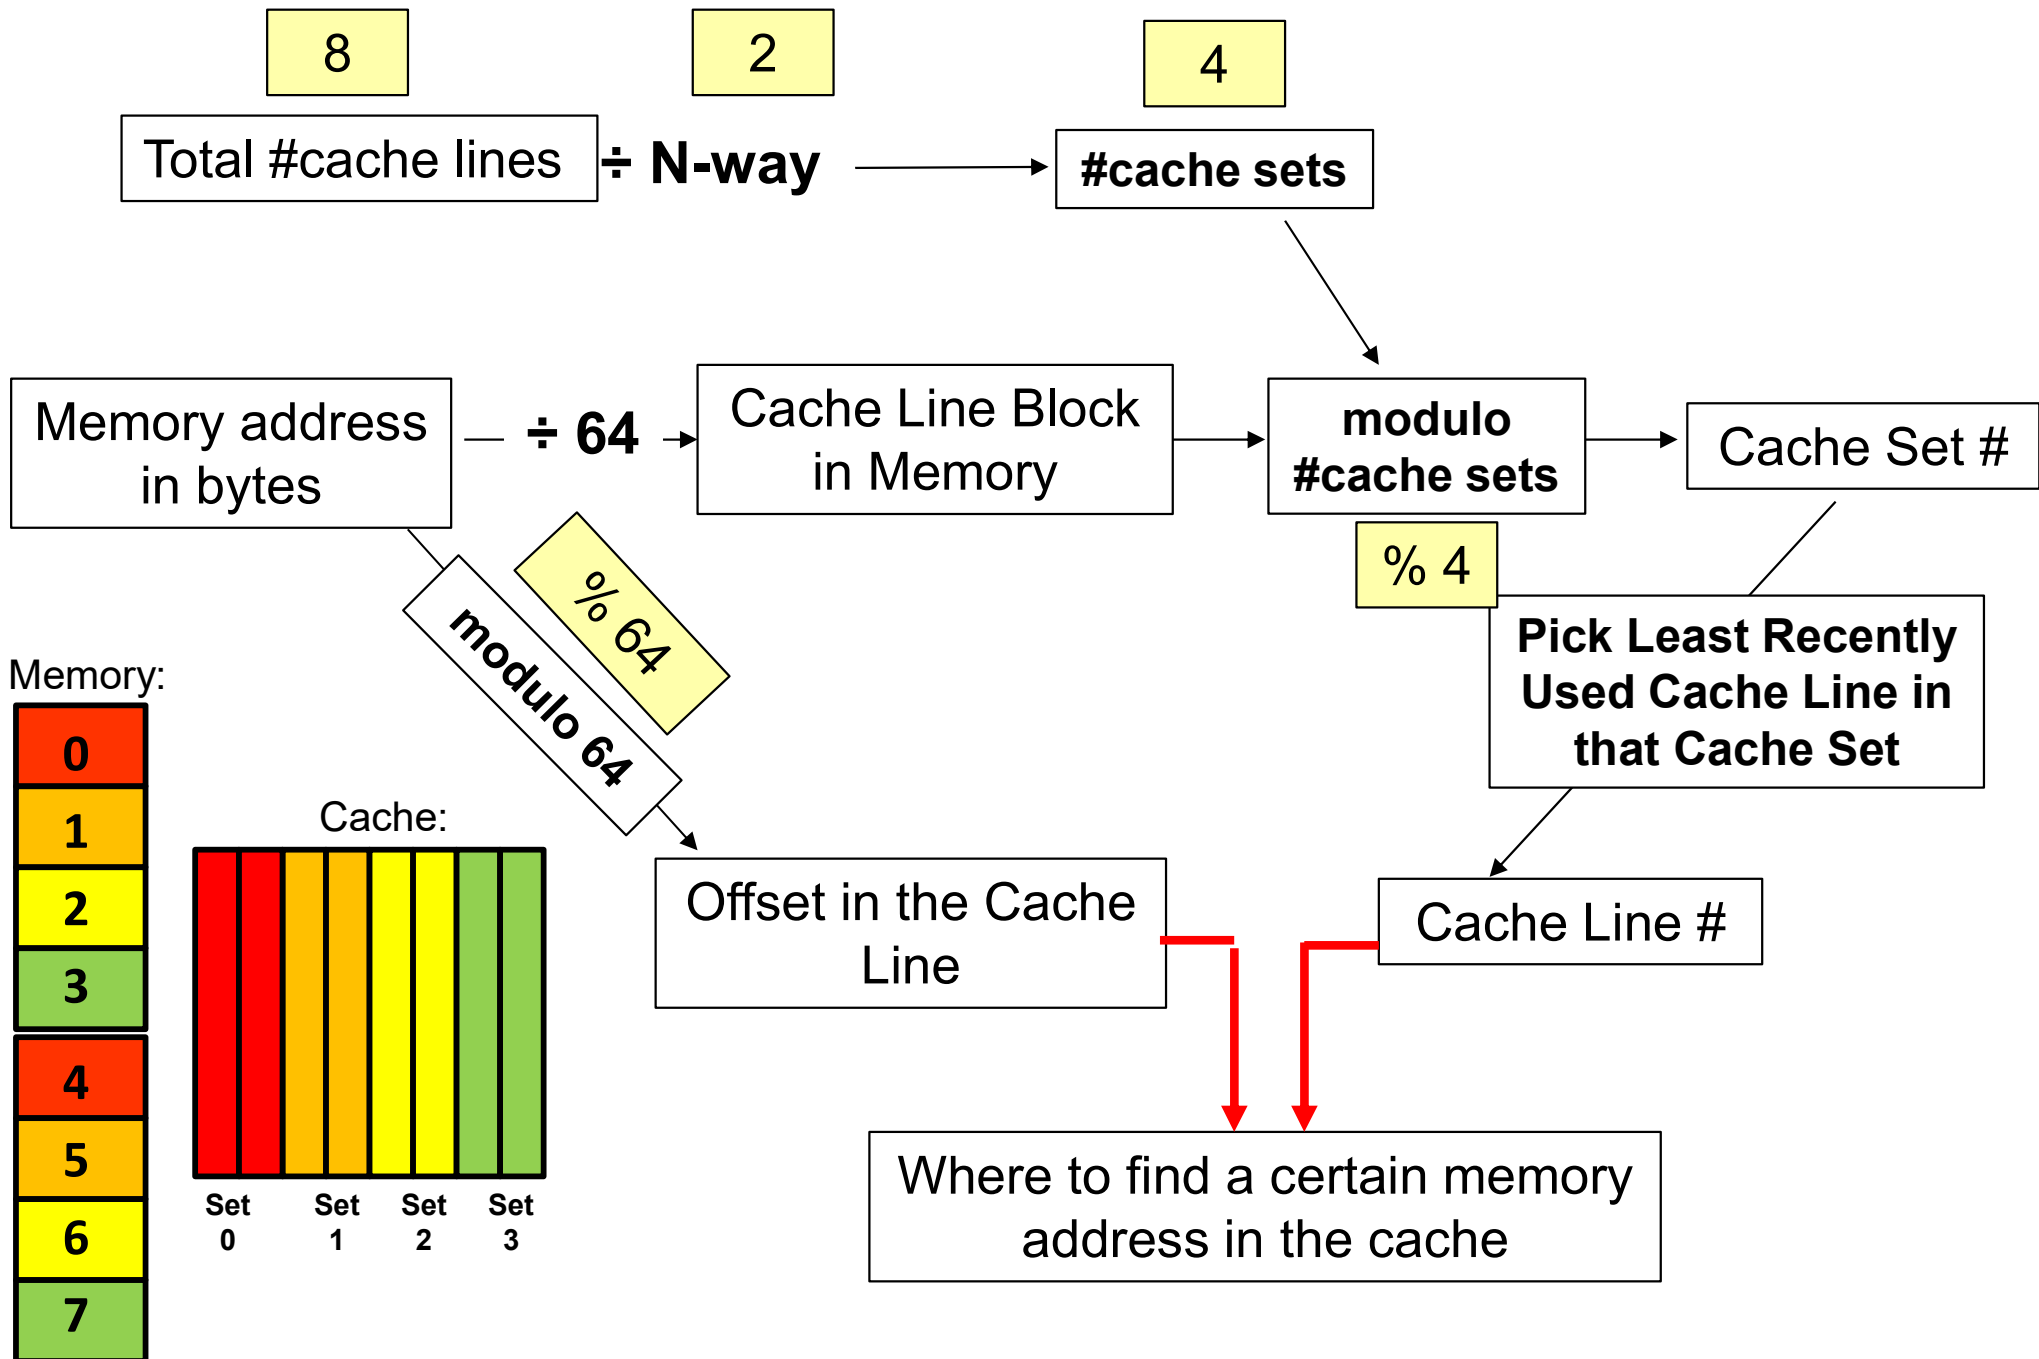 8
2
4
Total #cache lines
÷ N-way
#cache sets
Memory address
in bytes
÷ 64
Cache Line Block
in Memory
modulo
#cache sets
Cache Set #
% 4
% 64
modulo 64
Pick Least Recently
Used Cache Line in
that Cache Set
Memory:
0
1
2
3
4
5
6
7
Cache:
Set
0
Set
1
Set
2
Set
3
Offset in the Cache
Line
Cache Line #
Where to find a certain memory
address in the cache